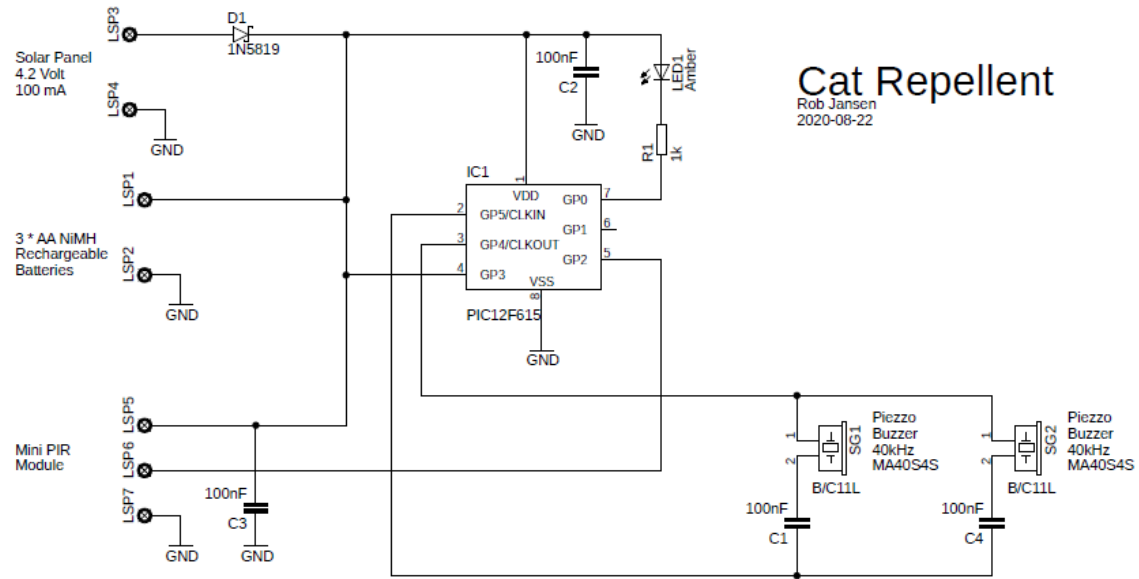 LSP3
D1
1N5819
Solar Panel
4.2 Volt
100 mA
LSP4
GND
100nF
C2
GND
LED1
Amber
R1
1k
Cat Repellent
Rob Jansen
2020-08-22
LSP1
3 * AA NiMH
Rechargeable
Batteries
LSP2
GND
IC1
1
VDD
2
GP5/CLKIN
3
GP4/CLKOUT
4
GP3
VSS
8
GP0
7
GP1
6
GP2
5
PIC12F615
GND
LSP5
Mini PIR
Module
LSP6
LSP7
GND
100nF
C3
GND
1
2
SG1
Piezzo
Buzzer
40kHz
MA40S4S
B/C11L
100nF
C1
1
2
SG2
Piezzo
Buzzer
40kHz
MA40S4S
B/C11L
100nF
C4